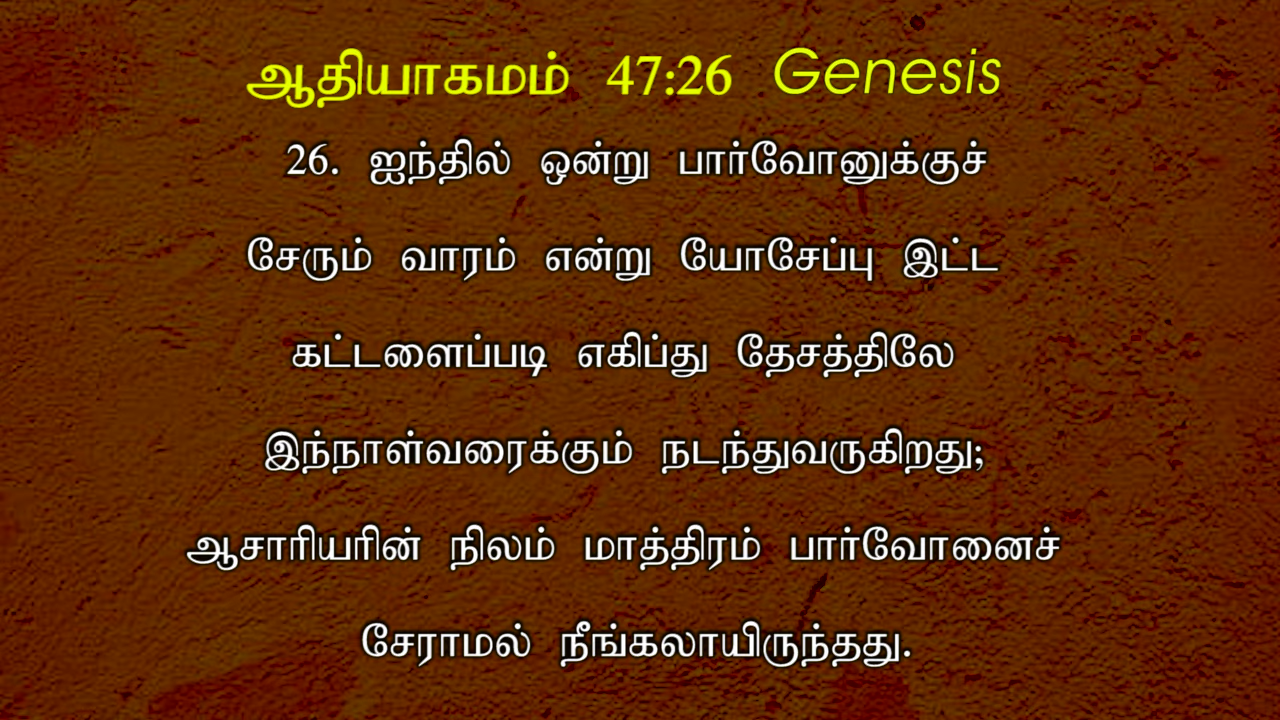 ஆதியாகமம் 47:26 Genesis
26. ஐந்தில் ஒன்று பார்வோனுக்குச்
சேரும் வாரம் என்று யோசேப்பு இட்ட
கட்டளைப்படி எகிப்து தேசத்திலே
இந்நாள்வரைக்கும் நடந்துவருகிறது;
ஆசாரியரின் நிலம் மாத்திரம் பார்வோனைச்
சேராமல் நீங்கலாயிருந்தது.